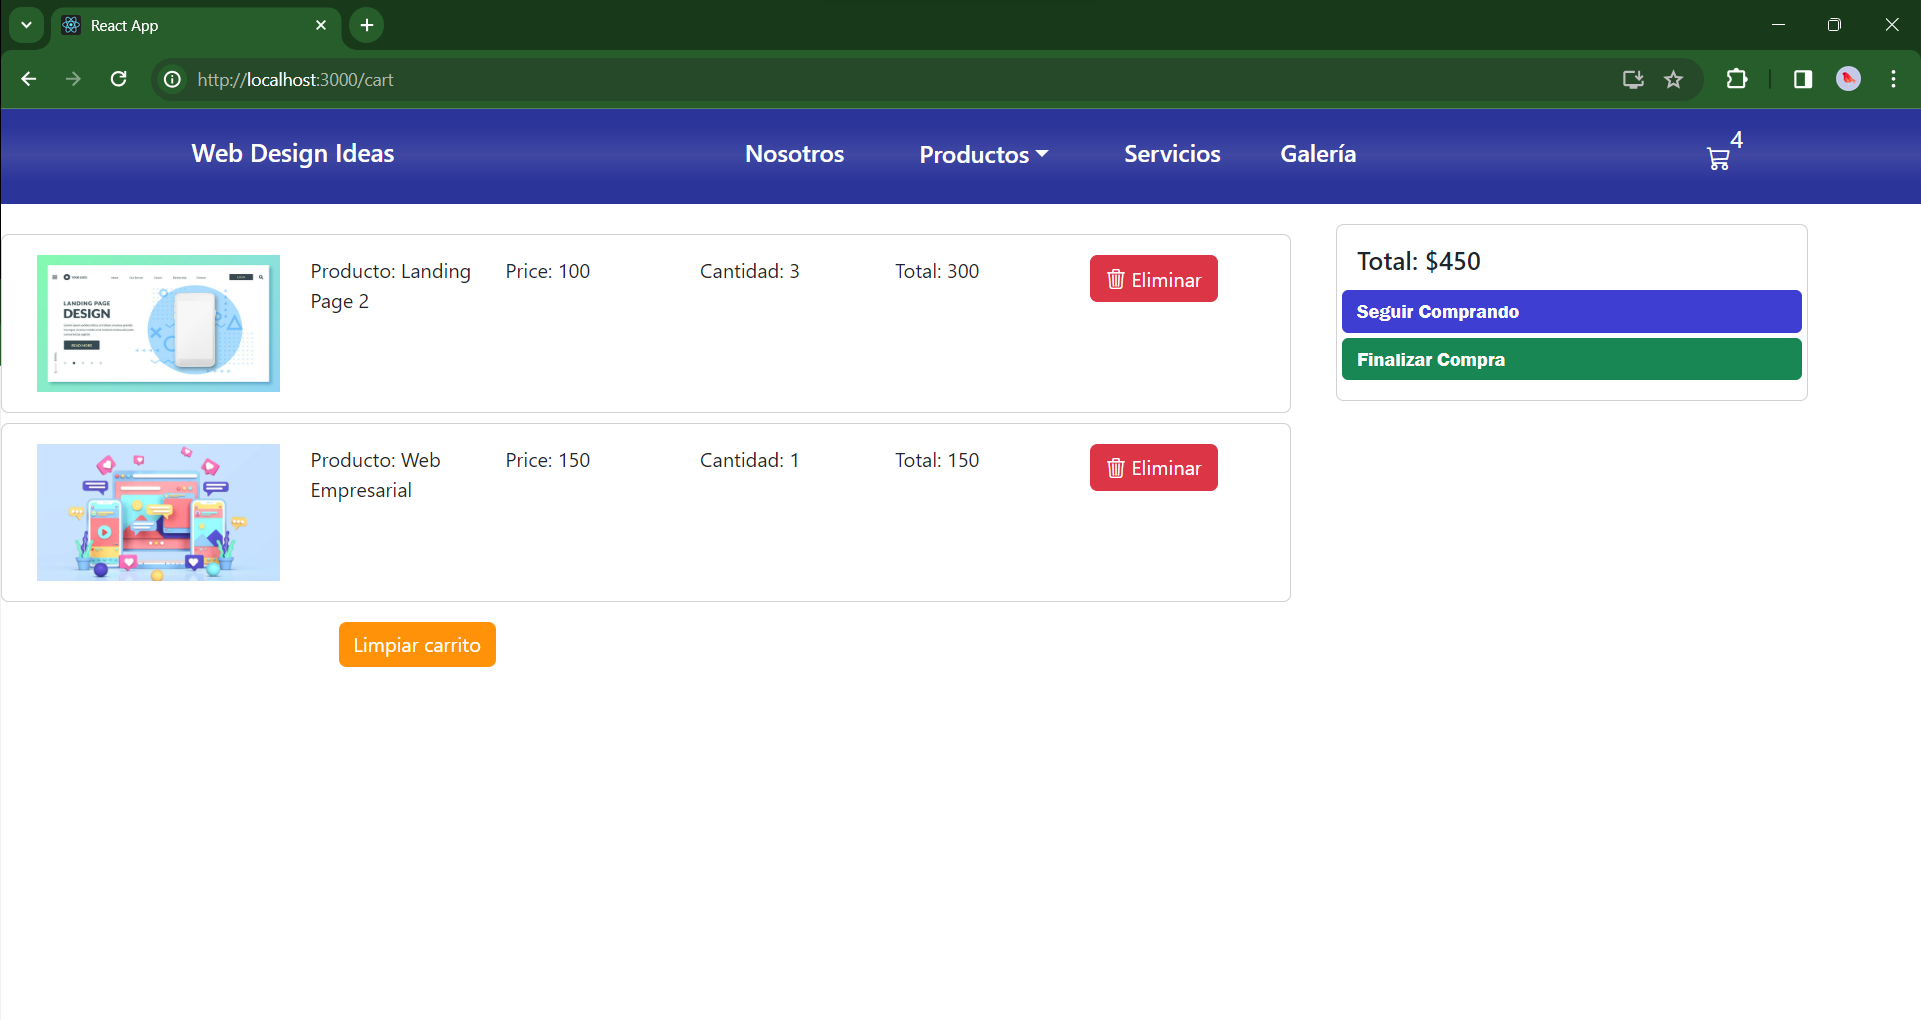 React App
http://localhost:3000/cart
Web Design Ideas
Nosotros
Productos
Servicios
Galería
4
Producto: Landing
Page 2
Price: 100
Cantidad: 3
Total: 300
Eliminar
LANDING PAGE
DESIGN
READ MORE
Producto: Web
Empresarial
Price: 150
Cantidad: 1
Total: 150
Eliminar
Limpiar carrito
Total: $450
Seguir Comprando
Finalizar Compra